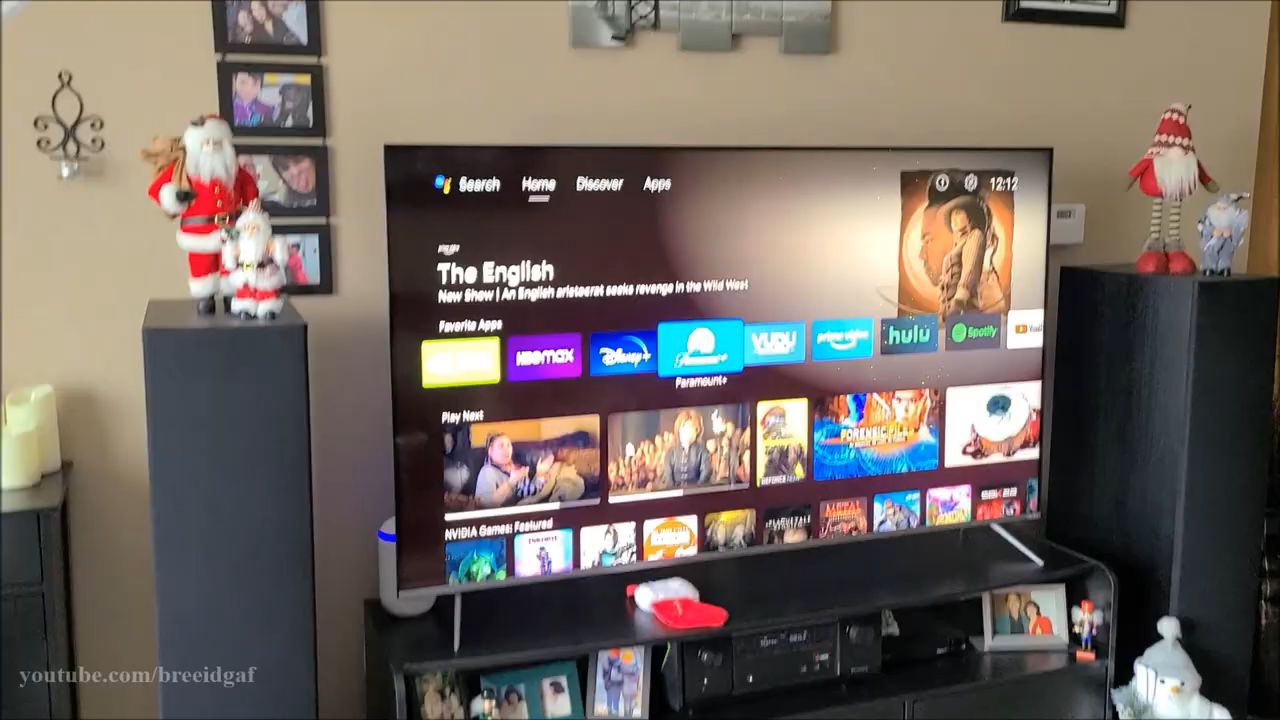 Search Home Discover Apps 12:12
The English
New Show | An English aristocrat seeks revenge in the Wild West
Favorite Apps
HBOMAX Disney+ Paramount+ VUDU prime video hulu Spotify
Paramount+
Play Next
FORENSIC FILES
NVIDIA Games: Featured
youtube.com/breeidgaf